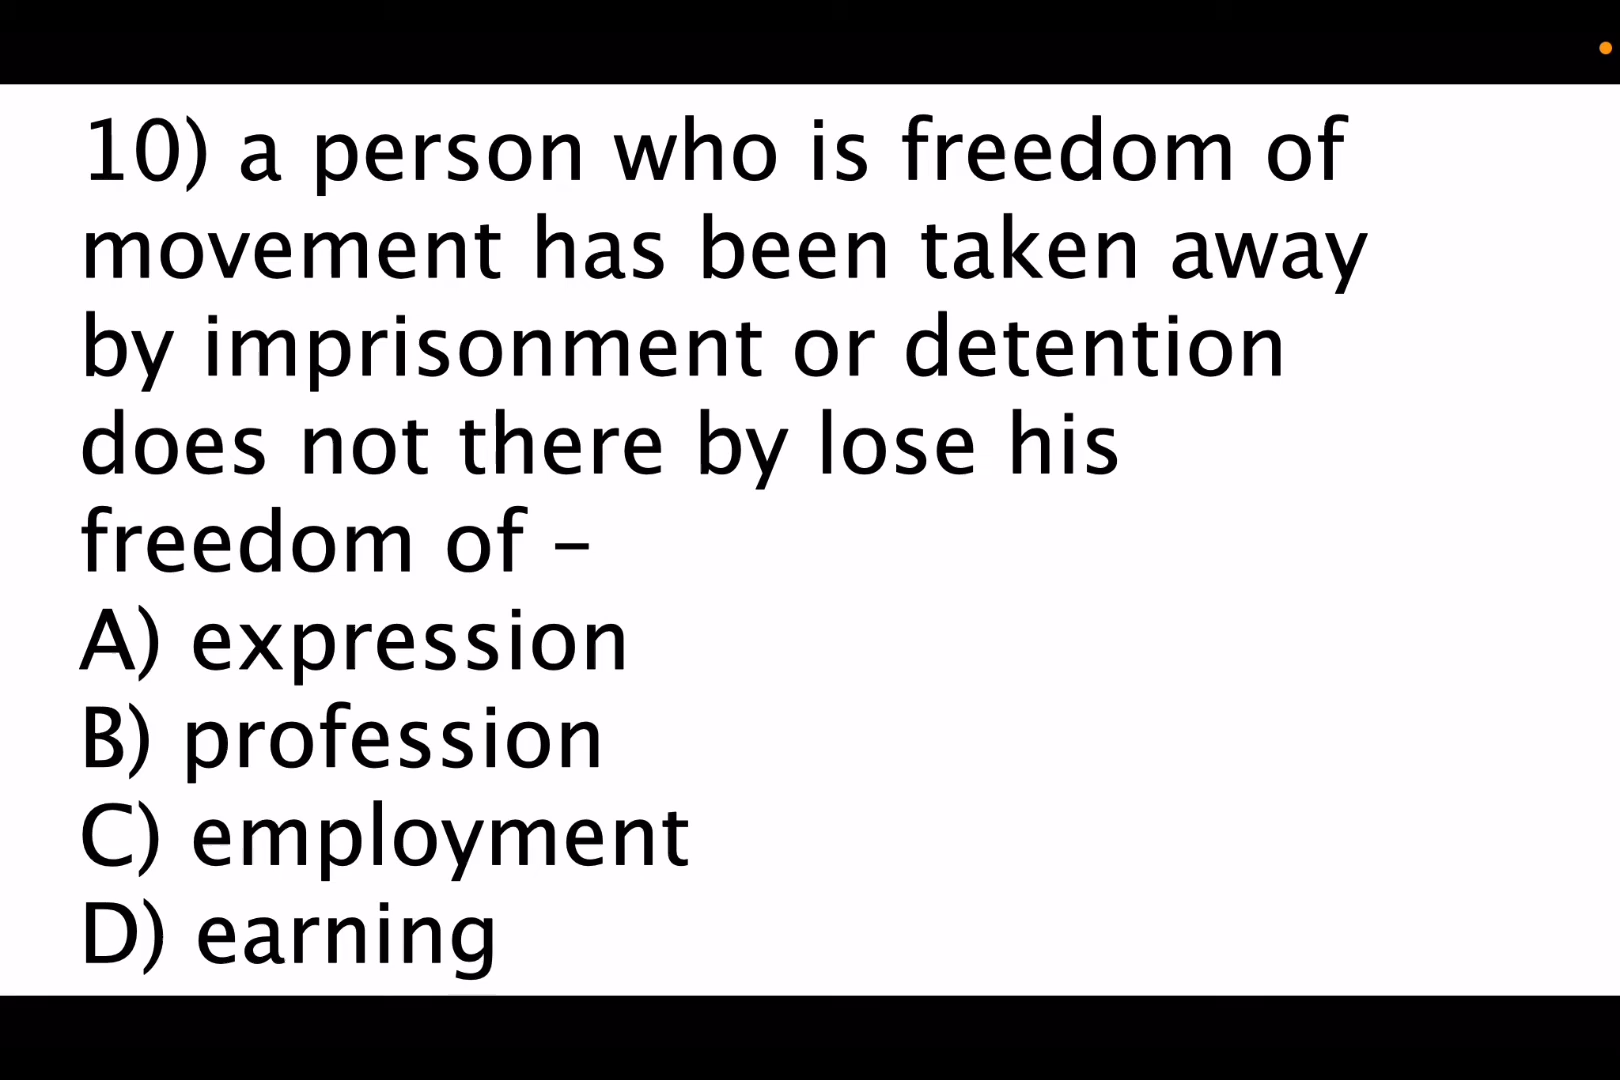 10) a person who is freedom of
movement has been taken away
by imprisonment or detention
does not there by lose his
freedom of –
A) expression
B) profession
C) employment
D) earning